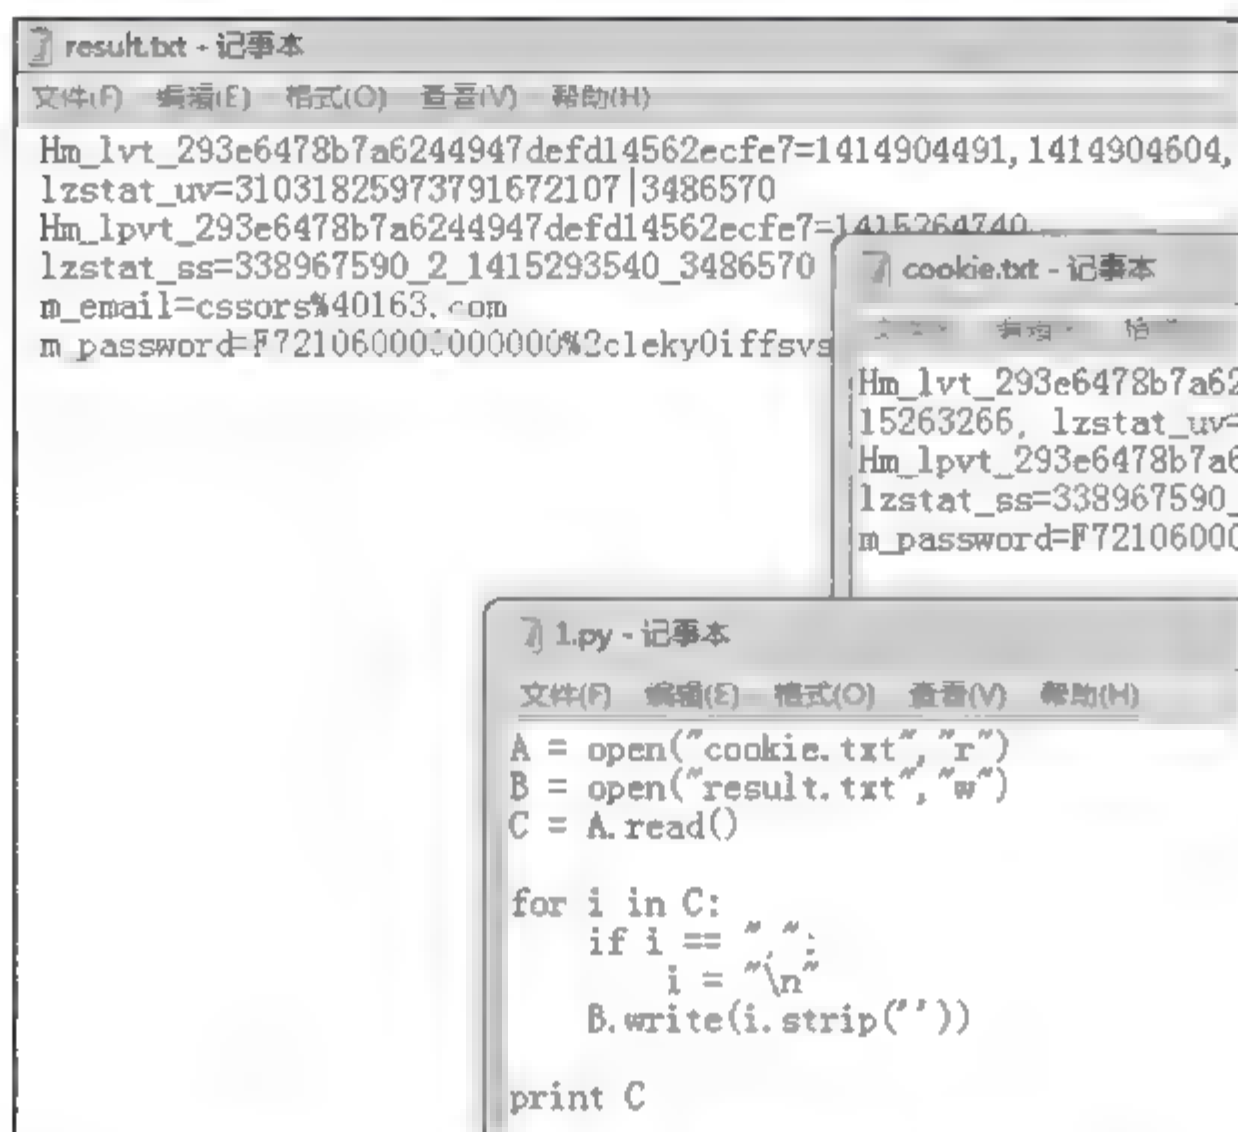 result.txt - 记事本
文件(F) 编辑(E) 格式(O) 查看(V) 帮助(H)
Hm_lvt_293e6478b7a6244947defd14562ecfe7=1414904491,1414904604,
lzstat_uv=31031825973791672107|3486570
Hm_lpvt_293e6478b7a6244947defd14562ecfe7=1415264740
lzstat_ss=338967590_2_1415293540_3486570
m_email=cssors%40163.com
cookie.txt - 记事本
Hm_lvt_293e6478b7a62
15263266, lzstat_uv=
Hm_lpvt_293e6478b7a6
lzstat_ss=338967590_
m_password=F72106000
1.py - 记事本
文件(F) 编辑(E) 格式(O) 查看(V) 帮助(H)
A = open("cookie.txt","r")
B = open("result.txt","w")
C = A.read()
for i in C:
if i == ";":
i = "\n"
B.write(i.strip(''))
print C